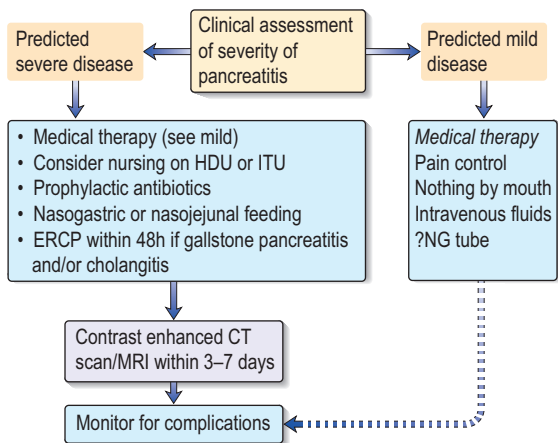 Clinical assessment
of severity of
pancreatitis
Predicted
severe disease
Predicted mild
disease
• Medical therapy (see mild)
• Consider nursing on HDU or ITU
• Prophylactic antibiotics
• Nasogastric or nasojejunal feeding
• ERCP within 48h if gallstone pancreatitis
and/or cholangitis
Medical therapy
Pain control
Nothing by mouth
Intravenous fluids
?NG tube
Contrast enhanced CT
scan/MRI within 3–7 days
Monitor for complications